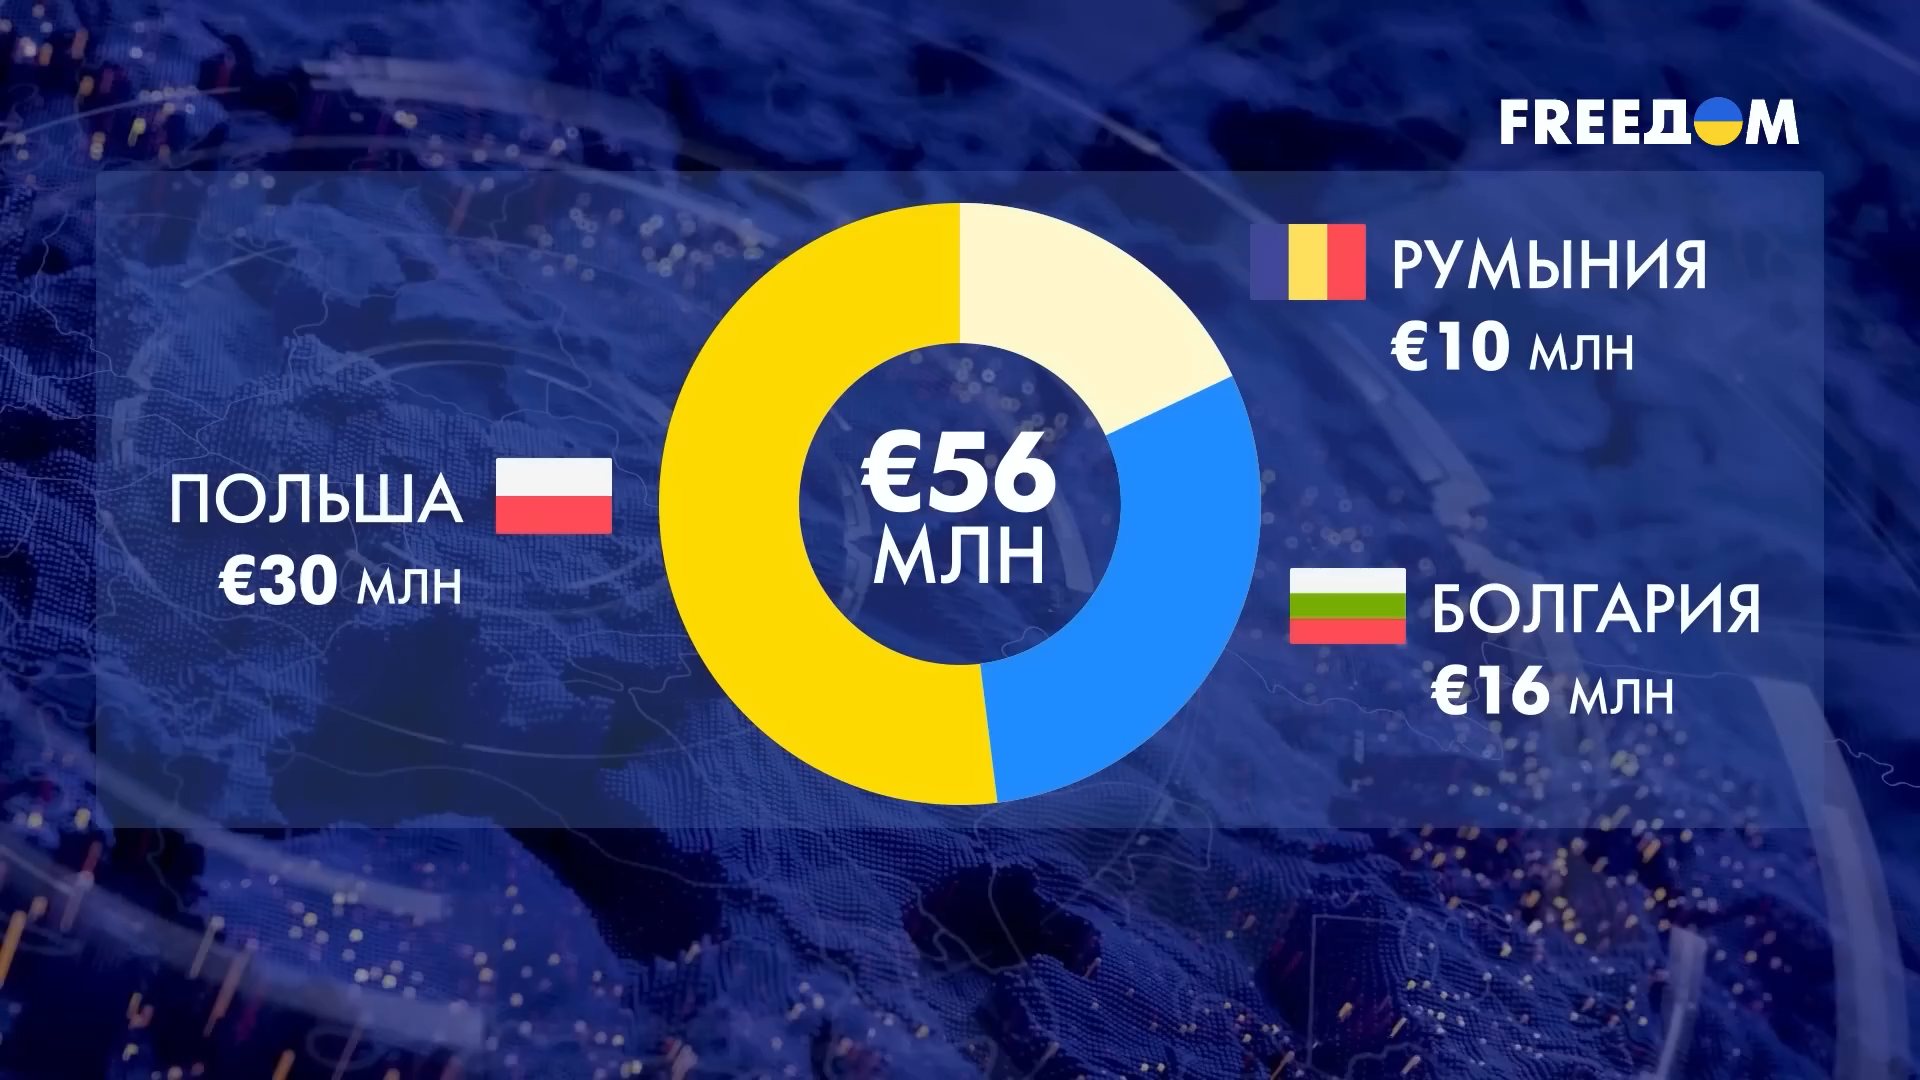 FREEДOM
РУМЫНИЯ
€10 МЛН
€56
МЛН
ПОЛЬША
€30 МЛН
БОЛГАРИЯ
€16 МЛН